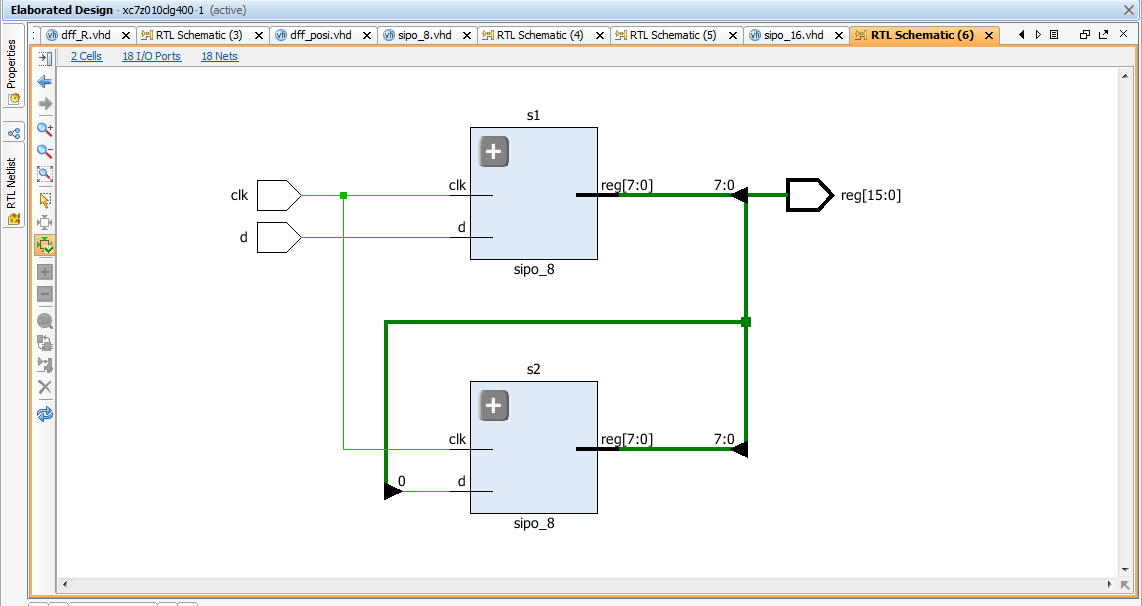 Elaborated Design - xc7z010clg400-1 (active)
dff_R.vhd RTL Schematic (3) dff_posi.vhd sipo_8.vhd RTL Schematic (4) RTL Schematic (5) sipo_16.vhd RTL Schematic (6)
Properties
RTL Netlist
2 Cells 18 I/O Ports 18 Nets
s1
clk
clk
reg[7:0]
7:0
reg[15:0]
d
d
sipo_8
s2
clk
reg[7:0]
7:0
0
d
sipo_8